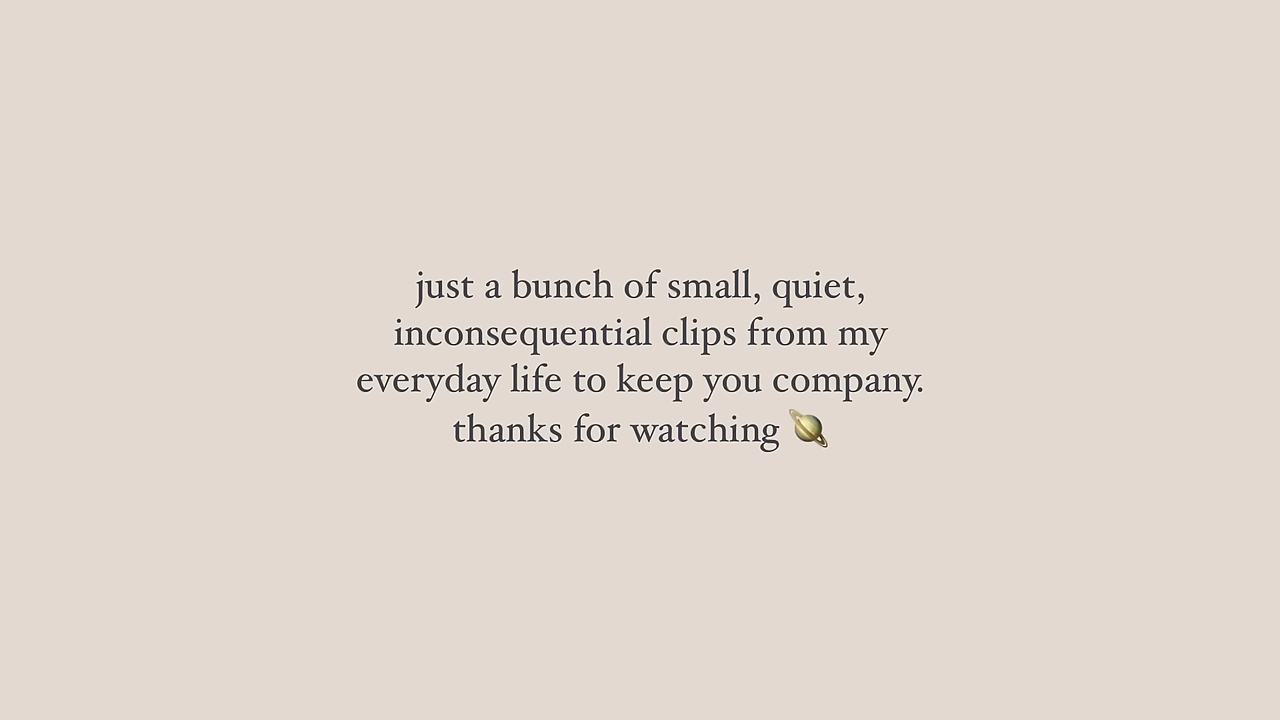 just a bunch of small, quiet,
inconsequential clips from my
everyday life to keep you company.
thanks for watching 🪐